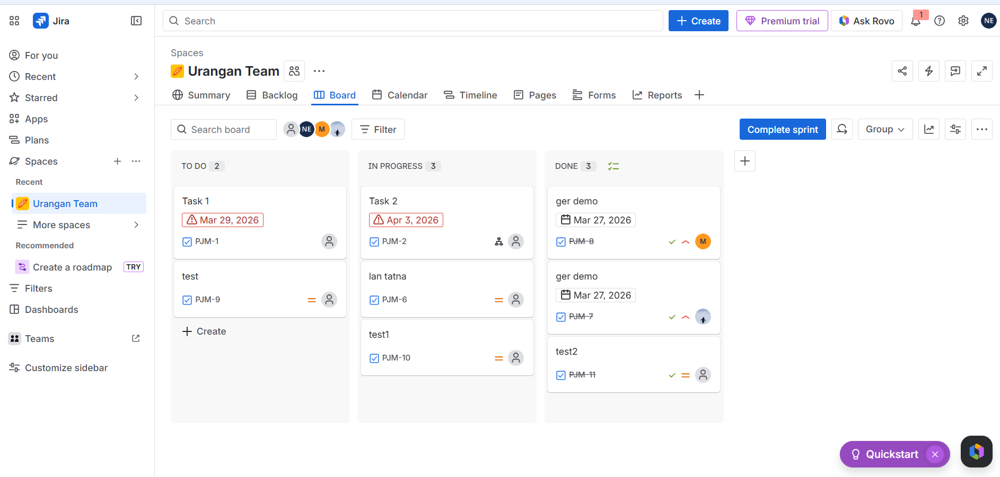 Jira
Search
Create
Premium trial
Ask Rovo
1
NE
For you
Recent
Starred
Apps
Plans
Spaces
Recent
Urangan Team
More spaces
Recommended
Create a roadmap TRY
Filters
Dashboards
Teams
Customize sidebar
Spaces
Urangan Team
Summary Backlog Board Calendar Timeline Pages Forms Reports
Search board
NE M
Filter
Complete sprint
Group
TO DO 2
Task 1
Mar 29, 2026
PJM-1
test
PJM-9
Create
IN PROGRESS 3
Task 2
Apr 3, 2026
PJM-2
lan tatna
PJM-6
test1
PJM-10
DONE 3
ger demo
Mar 27, 2026
PJM-8 M
ger demo
Mar 27, 2026
PJM-7
test2
PJM-11
Quickstart